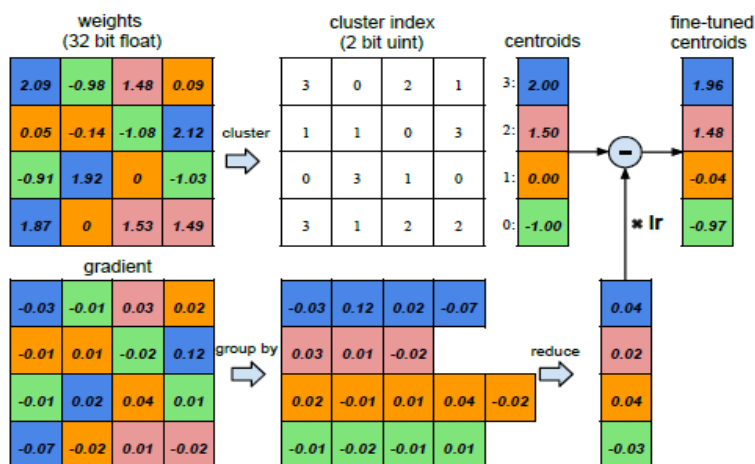 weights
(32 bit float)
cluster index
(2 bit uint)
centroids
fine-tuned
centroids
2.09 -0.98 1.48 0.09
3 0 2 1
3: 2.00
1.96
0.05 -0.14 -1.08 2.12
cluster
1 1 0 3
2: 1.50
1.48
-0.91 1.92 0 -1.03
0 3 1 0
1: 0.00
-0.04
1.87 0 1.53 1.49
3 1 2 2
0: -1.00
-0.97
−
× lr
gradient
-0.03 -0.01 0.03 0.02
-0.03 0.12 0.02 -0.07
0.04
-0.01 0.01 -0.02 0.12
group by
0.03 0.01 -0.02
reduce
0.02
-0.01 0.02 0.04 0.01
0.02 -0.01 0.01 0.04 -0.02
0.04
-0.07 -0.02 0.01 -0.02
-0.01 -0.02 -0.01 0.01
-0.03